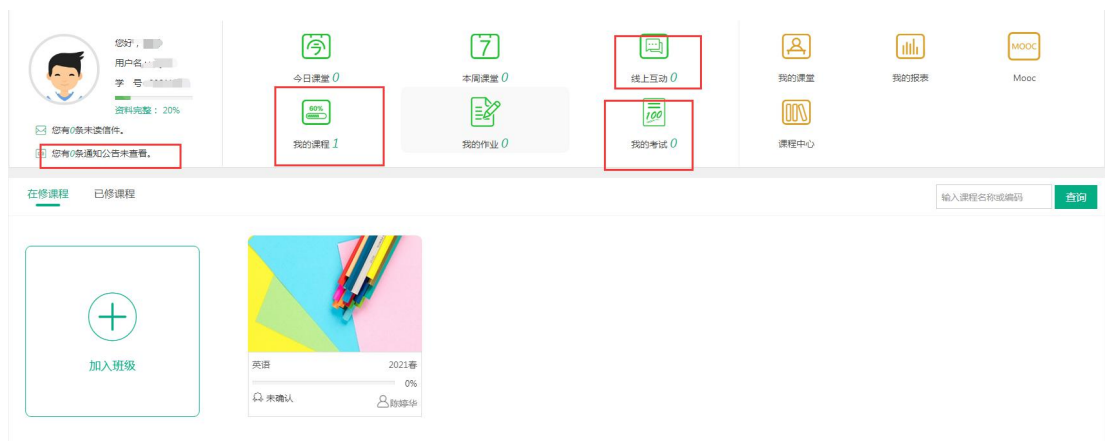 您好，
用户名：
学 号
资料完整： 20%
您有0条未读信件。
您有0条通知公告未查看。
今
今日课堂 0
7
本周课堂 0
线上互动 0
60%
我的课程 1
我的作业 0
100
我的考试 0
我的课堂
我的报表
MOOC
Mooc
课程中心
在修课程
已修课程
输入课程名称或编码
查询
加入班级
英语
2021春
0%
未确认
陈婷华